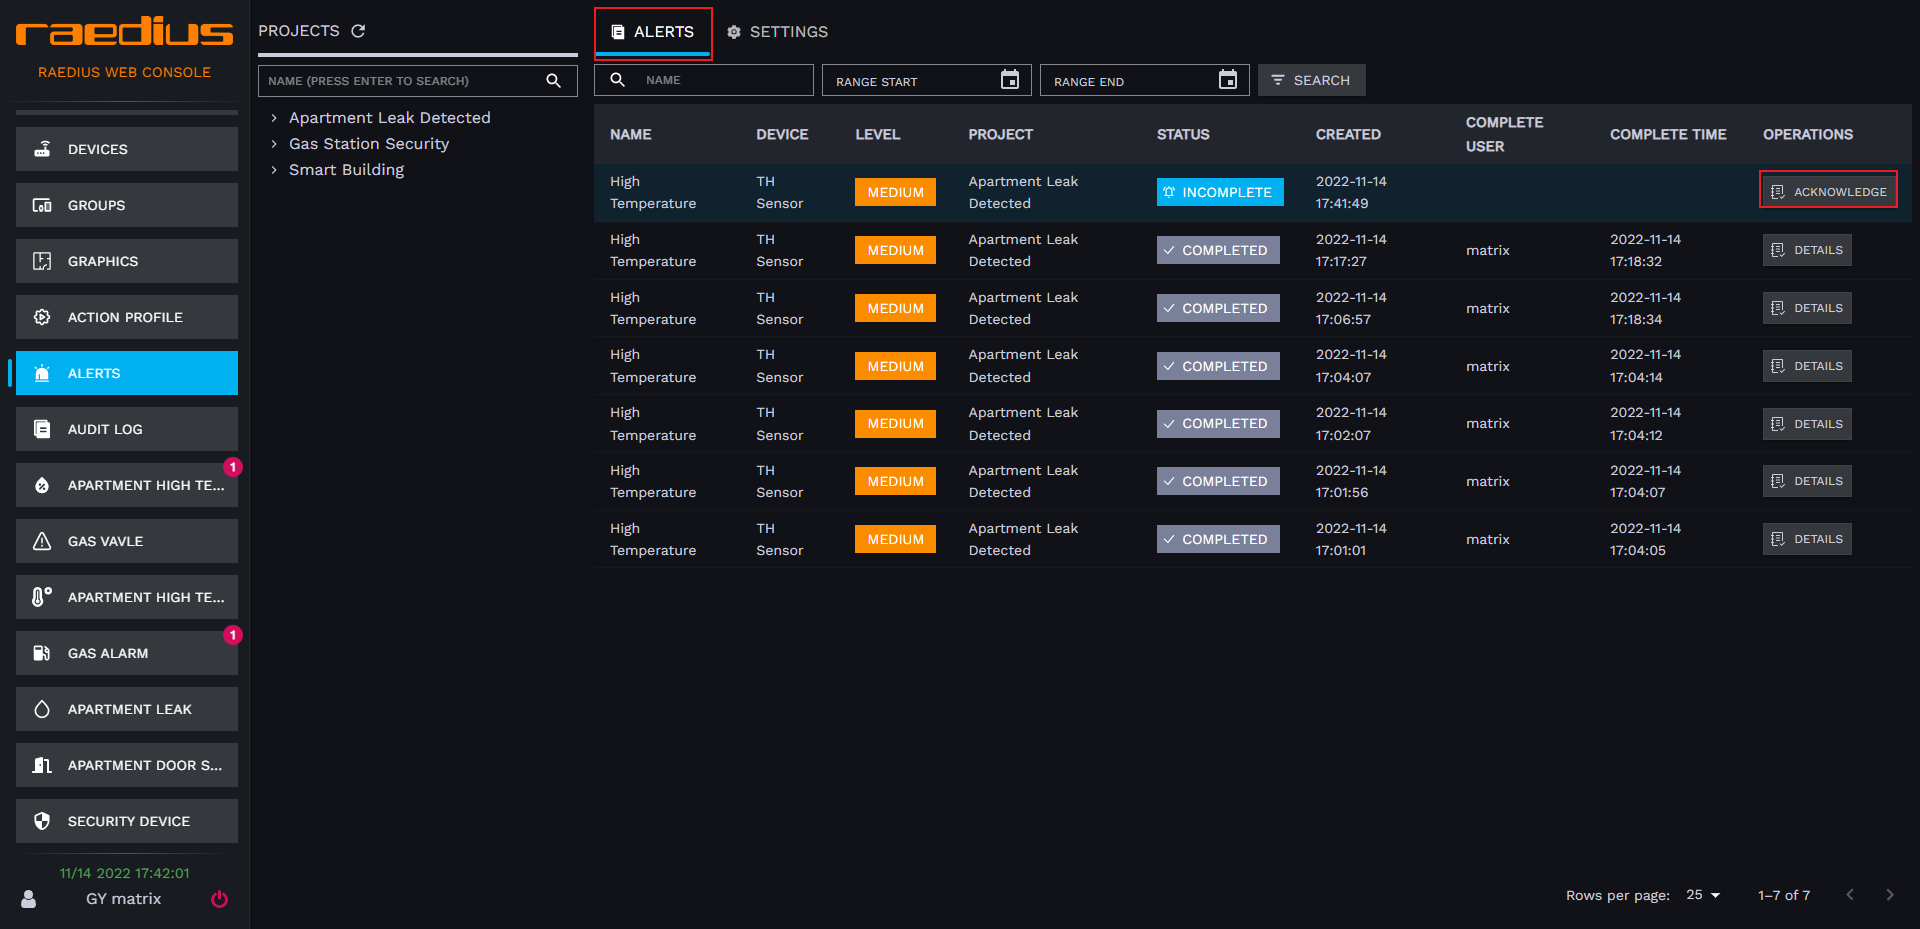 raedius
RAEDIUS WEB CONSOLE
DEVICES
GROUPS
GRAPHICS
ACTION PROFILE
ALERTS
AUDIT LOG
1
APARTMENT HIGH TE...
GAS VAVLE
APARTMENT HIGH TE...
1
GAS ALARM
APARTMENT LEAK
APARTMENT DOOR S...
SECURITY DEVICE
11/14 2022 17:42:01
GY matrix
PROJECTS
NAME (PRESS ENTER TO SEARCH)
Apartment Leak Detected
Gas Station Security
Smart Building
ALERTS SETTINGS
NAME RANGE START RANGE END SEARCH
NAME DEVICE LEVEL PROJECT STATUS CREATED COMPLETE USER COMPLETE TIME OPERATIONS
High Temperature TH Sensor MEDIUM Apartment Leak Detected INCOMPLETE 2022-11-14 17:41:49 ACKNOWLEDGE
High Temperature TH Sensor MEDIUM Apartment Leak Detected COMPLETED 2022-11-14 17:17:27 matrix 2022-11-14 17:18:32 DETAILS
High Temperature TH Sensor MEDIUM Apartment Leak Detected COMPLETED 2022-11-14 17:06:57 matrix 2022-11-14 17:18:34 DETAILS
High Temperature TH Sensor MEDIUM Apartment Leak Detected COMPLETED 2022-11-14 17:04:07 matrix 2022-11-14 17:04:14 DETAILS
High Temperature TH Sensor MEDIUM Apartment Leak Detected COMPLETED 2022-11-14 17:02:07 matrix 2022-11-14 17:04:12 DETAILS
High Temperature TH Sensor MEDIUM Apartment Leak Detected COMPLETED 2022-11-14 17:01:56 matrix 2022-11-14 17:04:07 DETAILS
High Temperature TH Sensor MEDIUM Apartment Leak Detected COMPLETED 2022-11-14 17:01:01 matrix 2022-11-14 17:04:05 DETAILS
Rows per page: 25 1–7 of 7